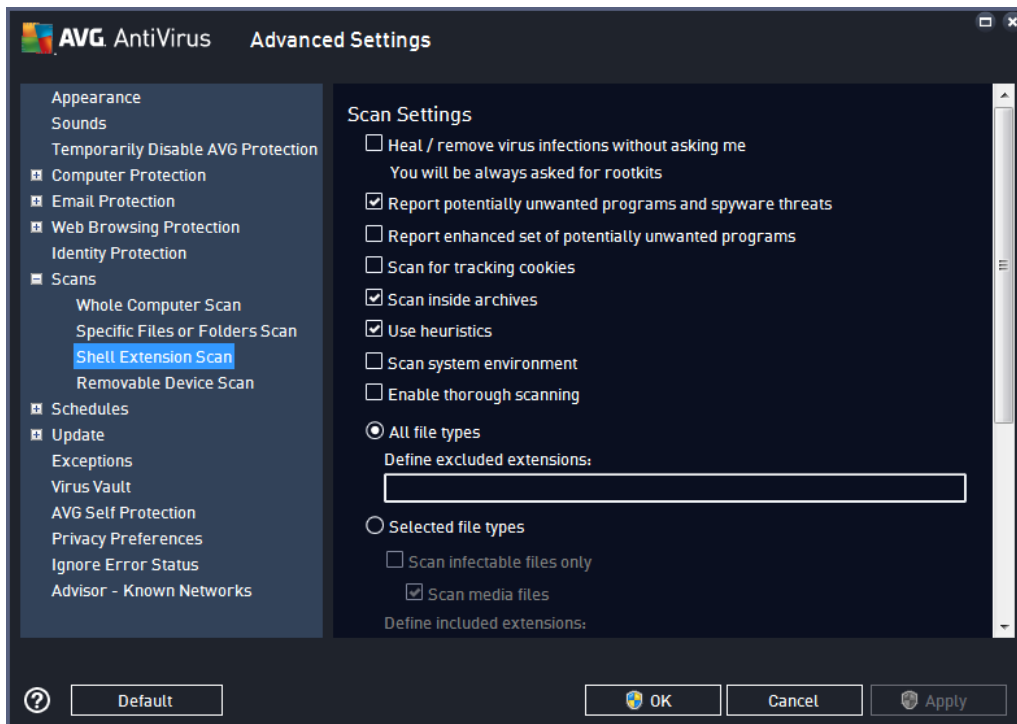 AVG. AntiVirus Advanced Settings
Appearance
Sounds
Temporarily Disable AVG Protection
Computer Protection
Email Protection
Web Browsing Protection
Identity Protection
Scans
Whole Computer Scan
Specific Files or Folders Scan
Shell Extension Scan
Removable Device Scan
Schedules
Update
Exceptions
Virus Vault
AVG Self Protection
Privacy Preferences
Ignore Error Status
Advisor - Known Networks
Scan Settings
Heal / remove virus infections without asking me
You will be always asked for rootkits
Report potentially unwanted programs and spyware threats
Report enhanced set of potentially unwanted programs
Scan for tracking cookies
Scan inside archives
Use heuristics
Scan system environment
Enable thorough scanning
All file types
Define excluded extensions:
Selected file types
Scan infectable files only
Scan media files
Define included extensions:
? Default OK Cancel Apply